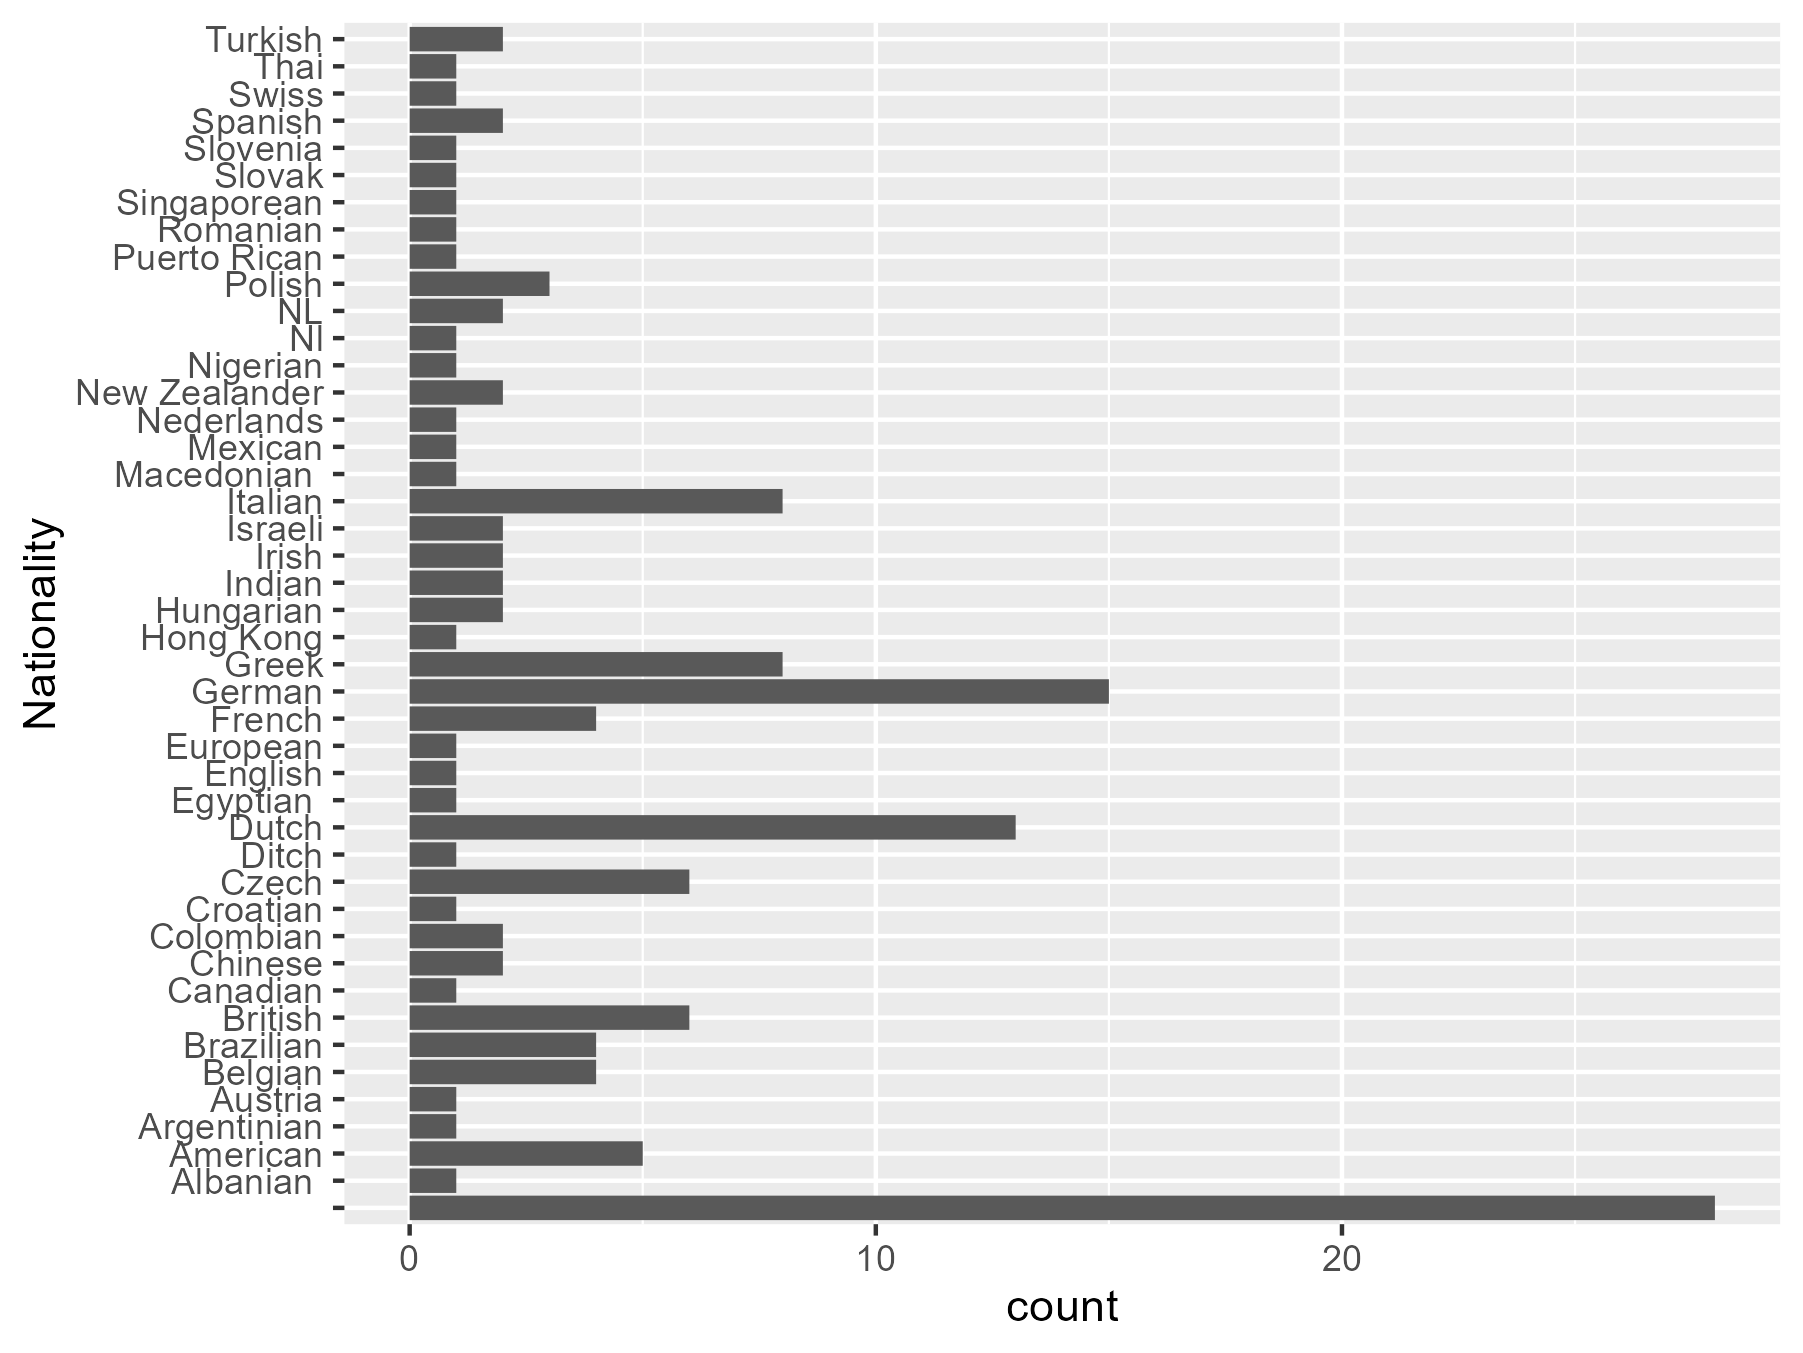 Turkish
Thai
Swiss
Spanish
Slovenia
Slovak
Singaporean
Romanian
Puerto Rican
Polish
NL
Nl
Nigerian
New Zealander
Nederlands
Mexican
Macedonian
Italian
Israeli
Irish
Indian
Hungarian
Hong Kong
Greek
German
French
European
English
Egyptian
Dutch
Ditch
Czech
Croatian
Colombian
Chinese
Canadian
British
Brazilian
Belgian
Austria
Argentinian
American
Albanian
Nationality
0 10 20
count